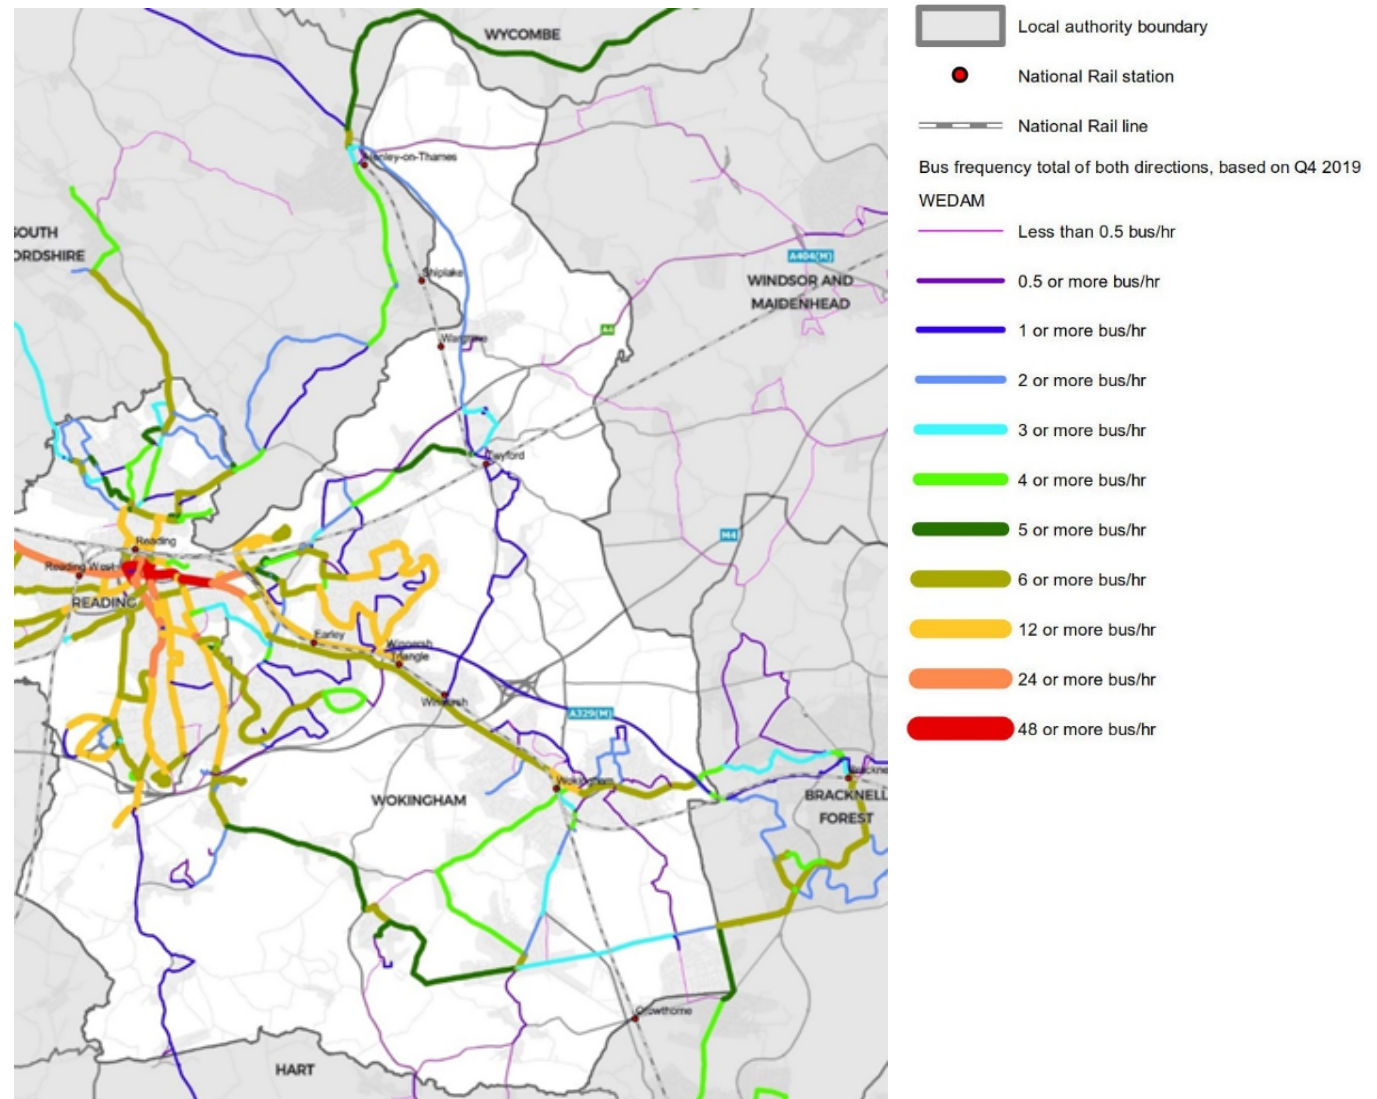 WYCOMBE
Henley-on-Thames
SOUTH
ORDSHIRE
A404(M)
Shiplake
WINDSOR AND
MAIDENHEAD
A4
Wargrave
Twyford
M4
Reading
Reading West
READING
Earley
Winnersh
Triangle
Winnersh
A329(M)
Wokingham
WOKINGHAM
Brackne
BRACKNELL
FOREST
Crowthorne
HART
Local authority boundary
National Rail station
National Rail line
Bus frequency total of both directions, based on Q4 2019
WEDAM
Less than 0.5 bus/hr
0.5 or more bus/hr
1 or more bus/hr
2 or more bus/hr
3 or more bus/hr
4 or more bus/hr
5 or more bus/hr
6 or more bus/hr
12 or more bus/hr
24 or more bus/hr
48 or more bus/hr